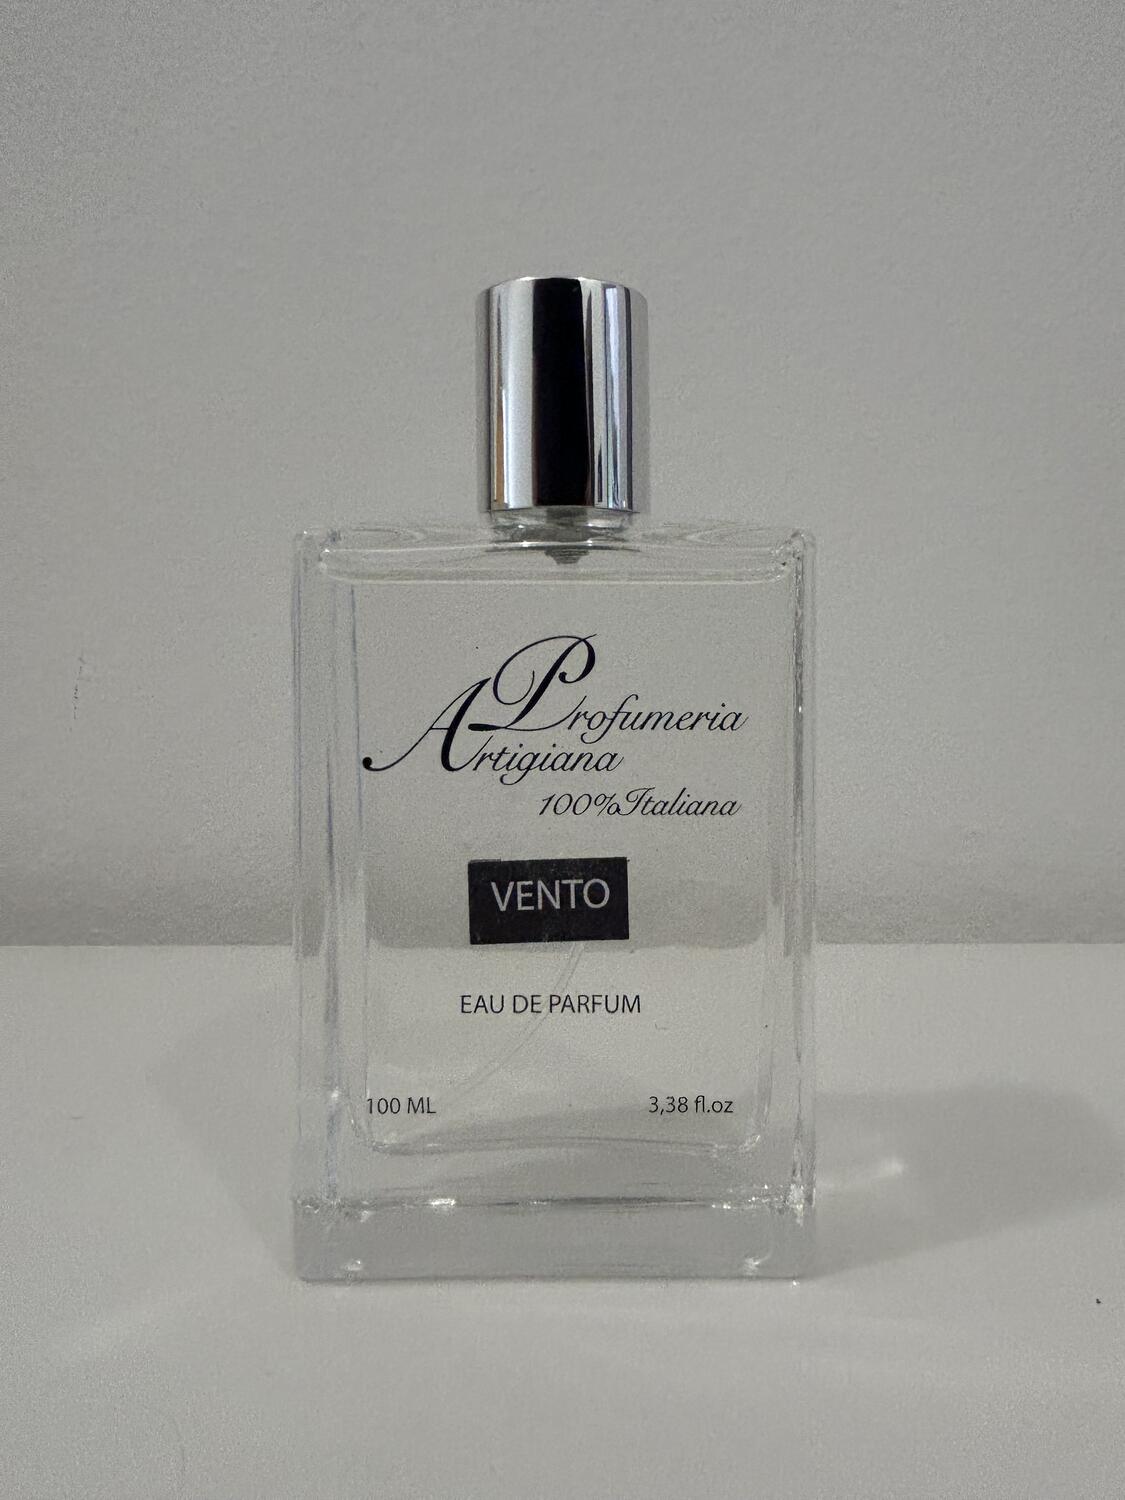 Profumeria
Artigiana
100%Italiana
VENTO
EAU DE PARFUM
100 ML 3,38 fl.oz